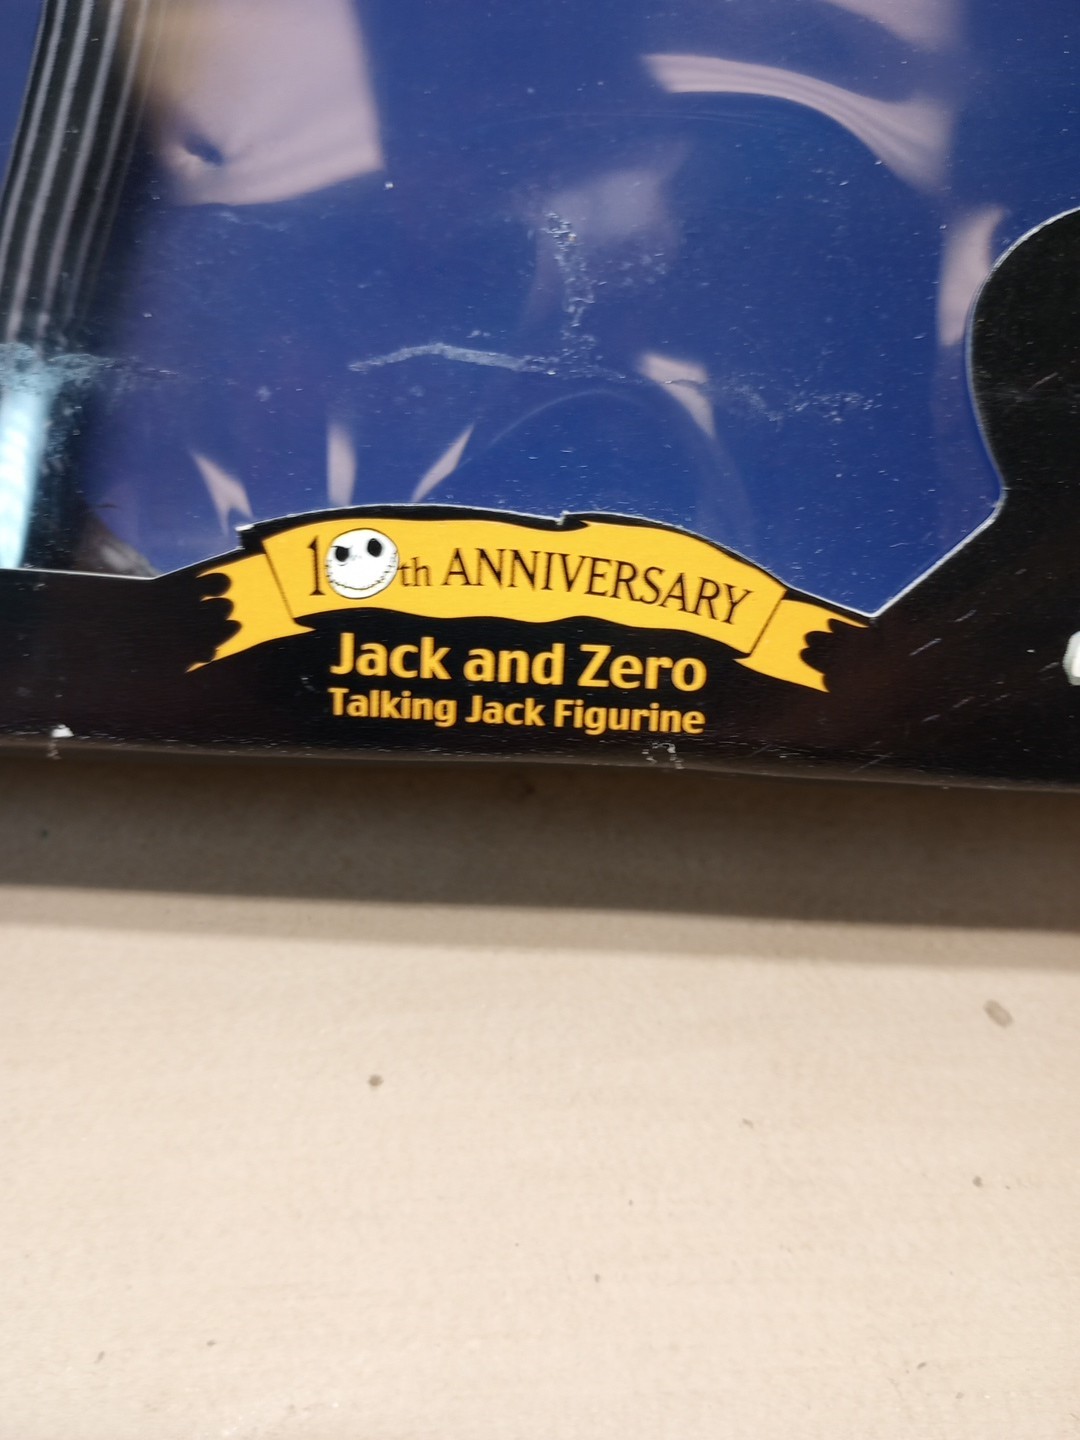 10th ANNIVERSARY
Jack and Zero
Talking Jack Figurine